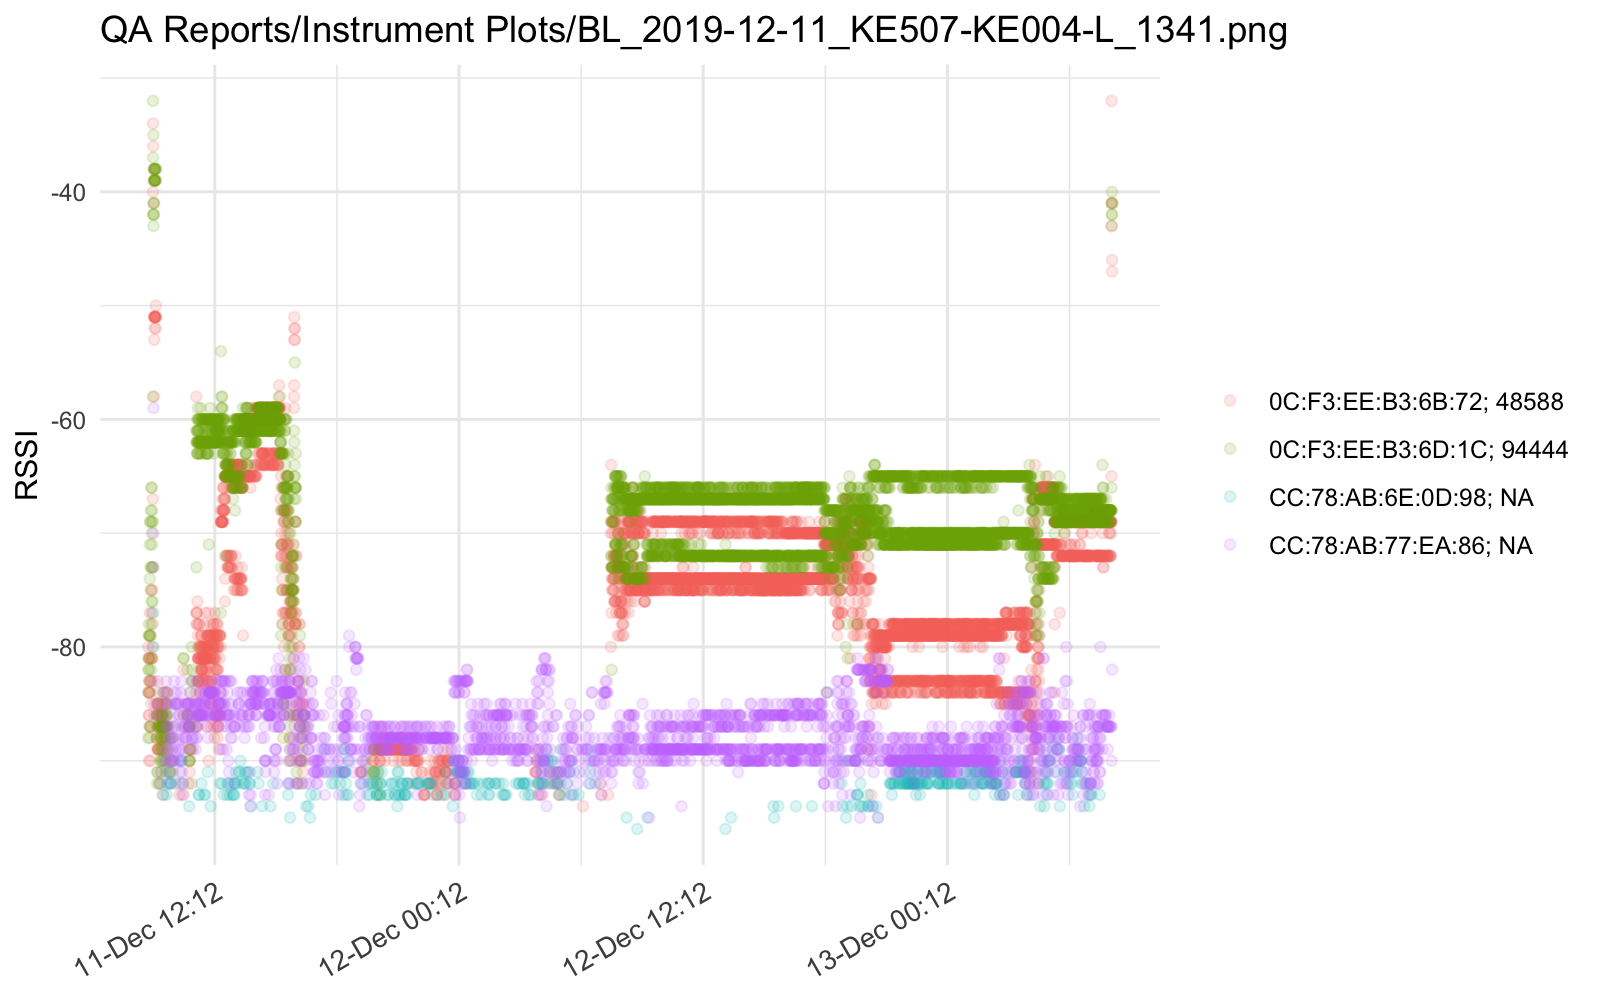 QA Reports/Instrument Plots/BL_2019-12-11_KE507-KE004-L_1341.png
RSSI
-40
-60
-80
11-Dec 12:12
12-Dec 00:12
12-Dec 12:12
13-Dec 00:12
0C:F3:EE:B3:6B:72; 48588
0C:F3:EE:B3:6D:1C; 94444
CC:78:AB:6E:0D:98; NA
CC:78:AB:77:EA:86; NA